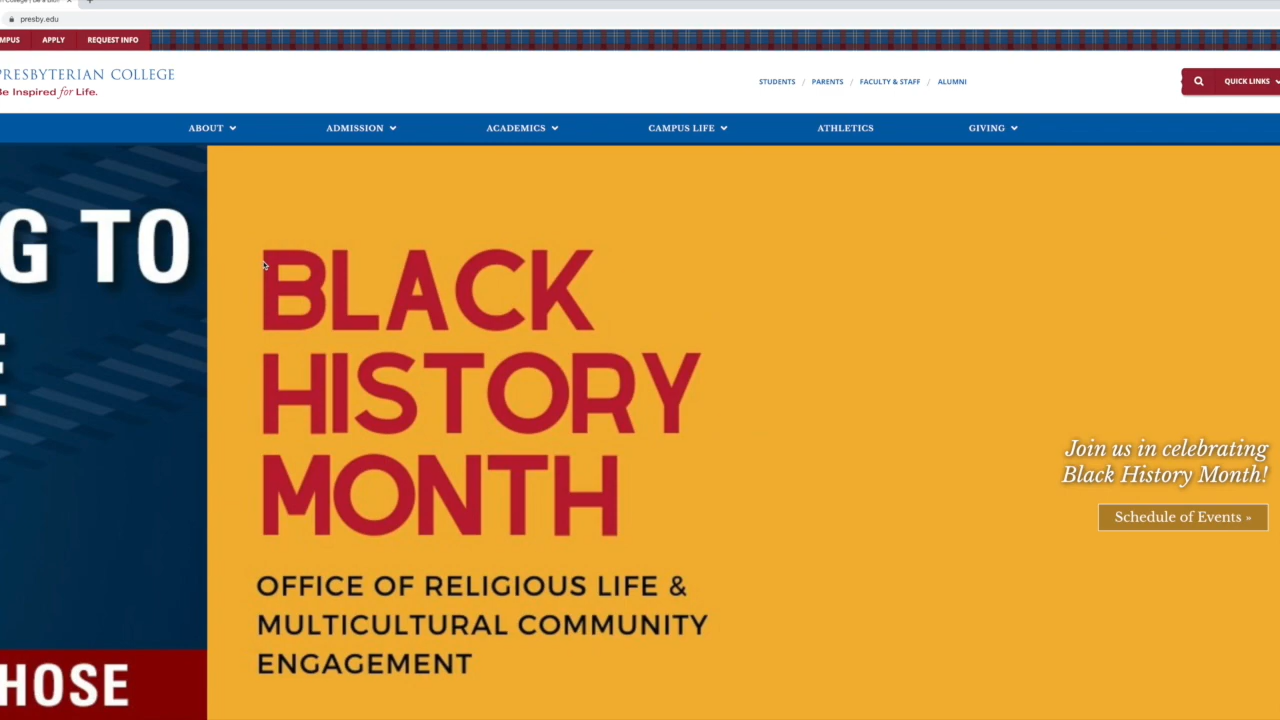 presby.edu
APPLY
REQUEST INFO
PRESBYTERIAN COLLEGE
Be Inspired for Life.
STUDENTS / PARENTS / FACULTY & STAFF / ALUMNI
QUICK LINKS
ABOUT
ADMISSION
ACADEMICS
CAMPUS LIFE
ATHLETICS
GIVING
G TO
E
HOSE
BLACK
HISTORY
MONTH
OFFICE OF RELIGIOUS LIFE &
MULTICULTURAL COMMUNITY
ENGAGEMENT
Join us in celebrating
Black History Month!
Schedule of Events »